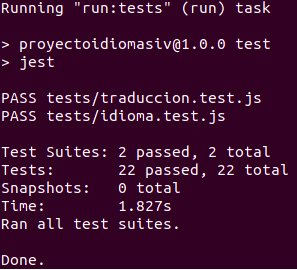 Running "run:tests" (run) task
> proyectoidiomasiv@1.0.0 test
> jest
PASS tests/traduccion.test.js
PASS tests/idioma.test.js
Test Suites: 2 passed, 2 total
Tests:       22 passed, 22 total
Snapshots:   0 total
Time:        1.827s
Ran all test suites.
Done.